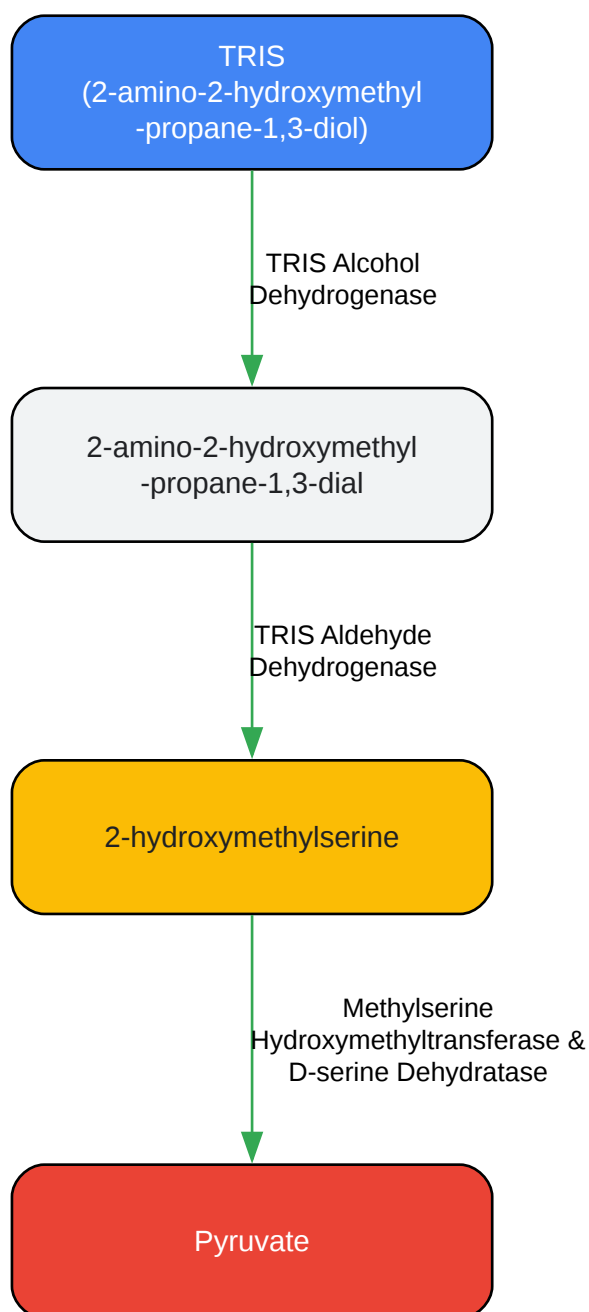 TRIS
(2-amino-2-hydroxymethyl
-propane-1,3-diol)
TRIS Alcohol
Dehydrogenase
2-amino-2-hydroxymethyl
-propane-1,3-dial
TRIS Aldehyde
Dehydrogenase
2-hydroxymethylserine
Methylserine
Hydroxymethyltransferase &
D-serine Dehydratase
Pyruvate